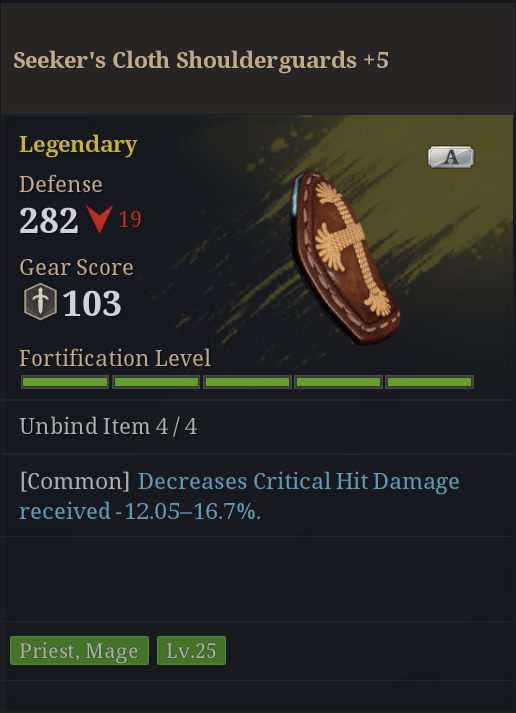 Seeker's Cloth Shoulderguards +5
Legendary
A
Defense
282 19
Gear Score
103
Fortification Level
Unbind Item 4 / 4
[Common] Decreases Critical Hit Damage
received -12.05–16.7%.
Priest, Mage Lv.25